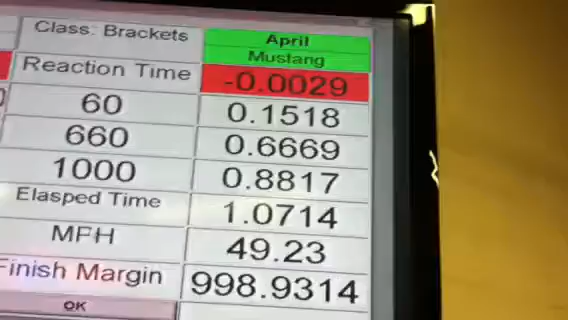 Class: Brackets April
Mustang
Reaction Time -0.0029
60 0.1518
660 0.6669
1000 0.8817
Elasped Time 1.0714
MPH 49.23
Finish Margin 998.9314
OK